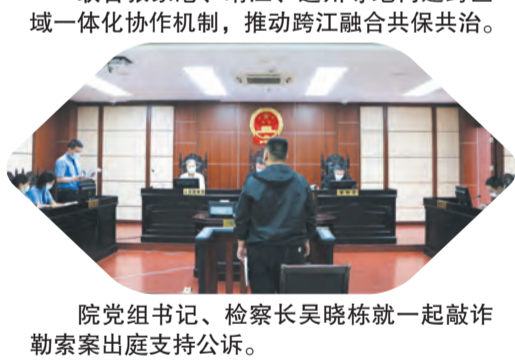 域一体化协作机制，推动跨江融合共保共治。
院党组书记、检察长吴晓栋就一起敲诈
勒索案出庭支持公诉。